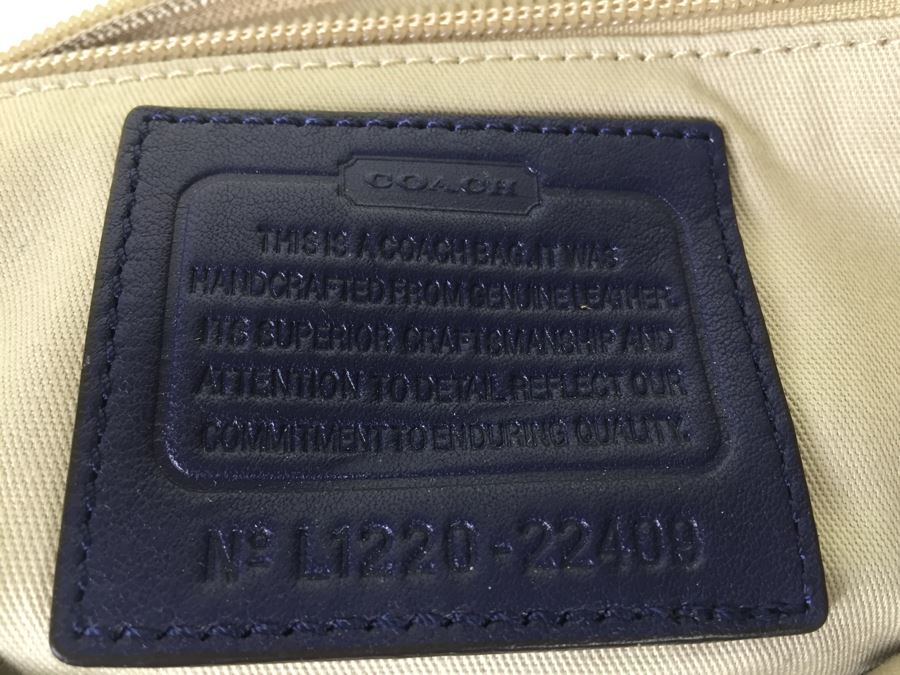 COACH
THIS IS A COACH BAG. IT WAS
HANDCRAFTED FROM GENUINE LEATHER.
ITS SUPERIOR CRAFTSMANSHIP AND
ATTENTION TO DETAIL REFLECT OUR
COMMITMENT TO ENDURING QUALITY.
Nº L1220-22409